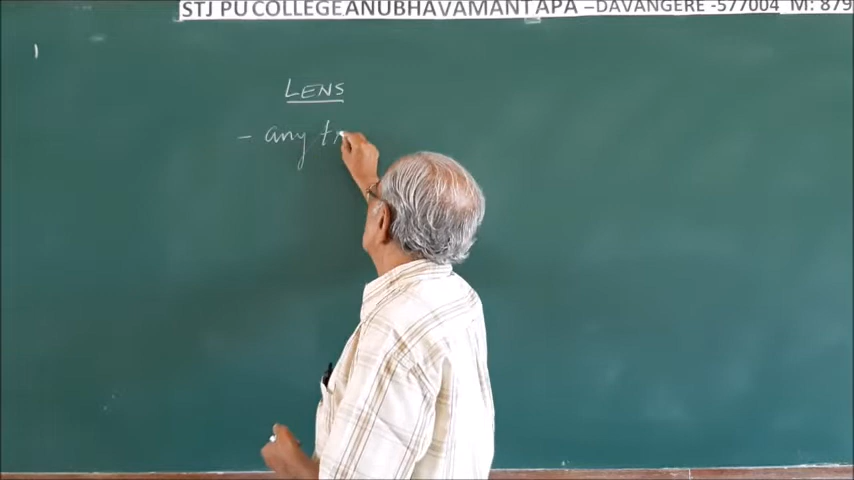 STJ PU COLLEGE,ANUBHAVAMANTAPA –DAVANGERE -577004 , M: 879
LENS
- any tr